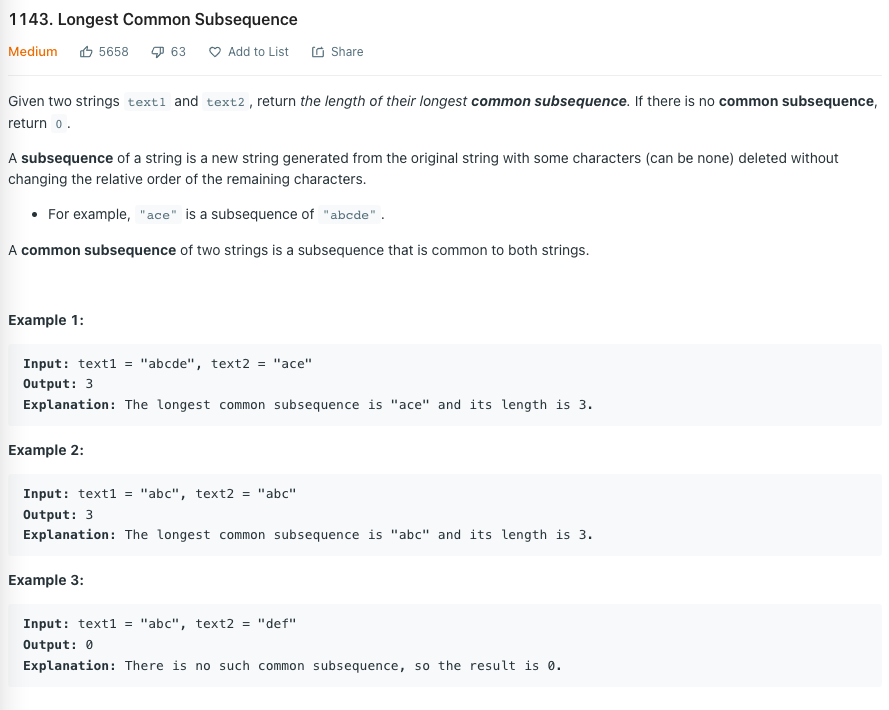 1143. Longest Common Subsequence
Medium 5658 63 Add to List Share
Given two strings text1 and text2, return the length of their longest common subsequence. If there is no common subsequence,
return 0.
A subsequence of a string is a new string generated from the original string with some characters (can be none) deleted without
changing the relative order of the remaining characters.
• For example, "ace" is a subsequence of "abcde".
A common subsequence of two strings is a subsequence that is common to both strings.
Example 1:
Input: text1 = "abcde", text2 = "ace"
Output: 3
Explanation: The longest common subsequence is "ace" and its length is 3.
Example 2:
Input: text1 = "abc", text2 = "abc"
Output: 3
Explanation: The longest common subsequence is "abc" and its length is 3.
Example 3:
Input: text1 = "abc", text2 = "def"
Output: 0
Explanation: There is no such common subsequence, so the result is 0.